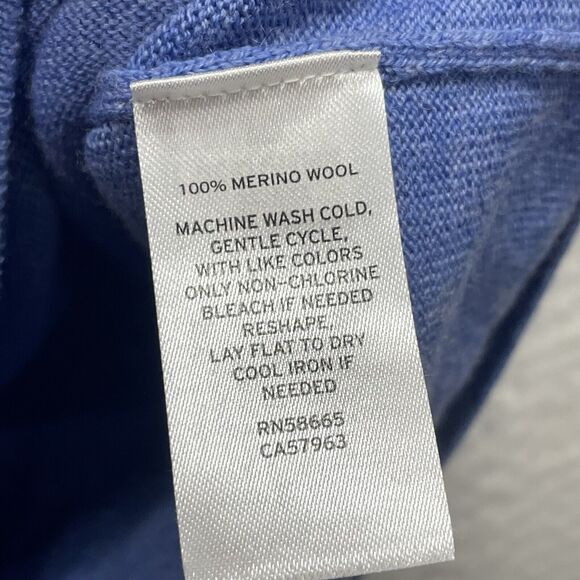 100% MERINO WOOL
MACHINE WASH COLD,
GENTLE CYCLE,
WITH LIKE COLORS
ONLY NON-CHLORINE
BLEACH IF NEEDED
RESHAPE,
LAY FLAT TO DRY
COOL IRON IF
NEEDED
RN58665
CA57963